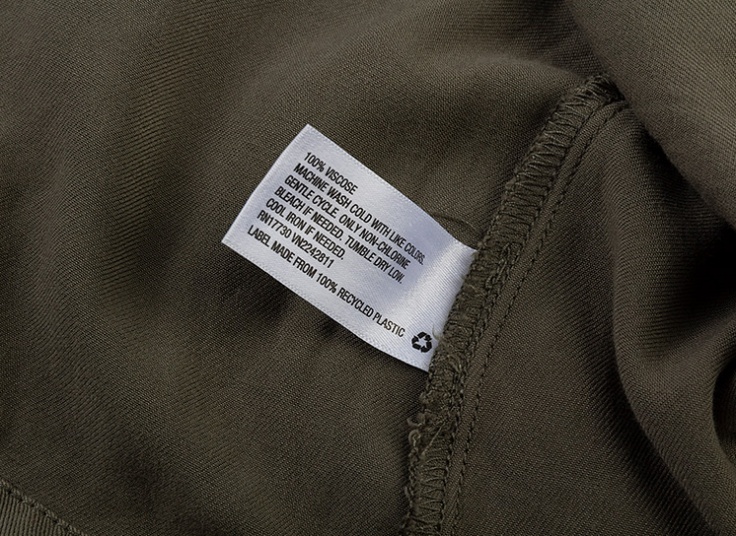 100% VISCOSE
MACHINE WASH COLD WITH LIKE COLORS.
GENTLE CYCLE. ONLY NON-CHLORINE
BLEACH IF NEEDED. TUMBLE DRY LOW.
COOL IRON IF NEEDED.
RN17730 VN2242811
LABEL MADE FROM 100% RECYCLED PLASTIC